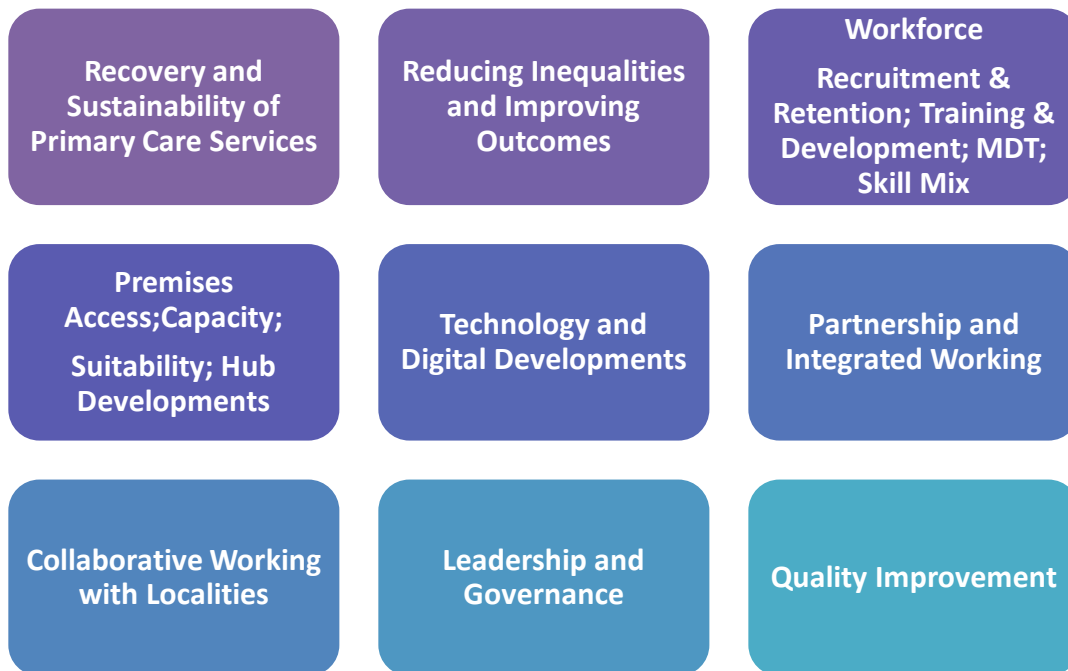 Recovery and
Sustainability of
Primary Care Services
Reducing Inequalities
and Improving
Outcomes
Workforce
Recruitment &
Retention; Training &
Development; MDT;
Skill Mix
Premises
Access;Capacity;
Suitability; Hub
Developments
Technology and
Digital Developments
Partnership and
Integrated Working
Collaborative Working
with Localities
Leadership and
Governance
Quality Improvement